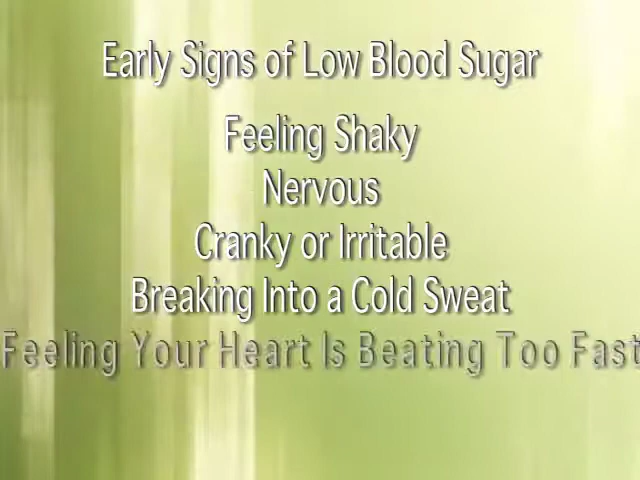 Early Signs of Low Blood Sugar
Feeling Shaky
Nervous
Cranky or Irritable
Breaking Into a Cold Sweat
Feeling Your Heart Is Beating Too Fast